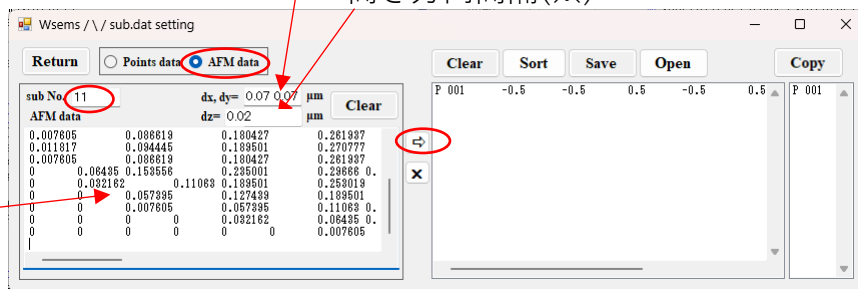 Wsems / \ / sub.dat setting
Return Points data AFM data Clear Sort Save Open Copy
sub No. 11 dx, dy= 0.07 0.07 μm Clear
AFM data dz= 0.02 μm
0.007605 0.086619 0.180427 0.261937
0.011817 0.094445 0.189501 0.270777
0.007605 0.086619 0.180427 0.261937
0 0.06435 0.153556 0.235001 0.29666 0.
0 0.032162 0.11063 0.189501 0.253019
0 0 0.057395 0.127439 0.189501
0 0 0.007605 0.057395 0.11063 0.
0 0 0 0 0.032162 0.06435 0.
0 0 0 0 0 0 0.007605
P 001 -0.5 -0.5 0.5 -0.5 0.5
P 001